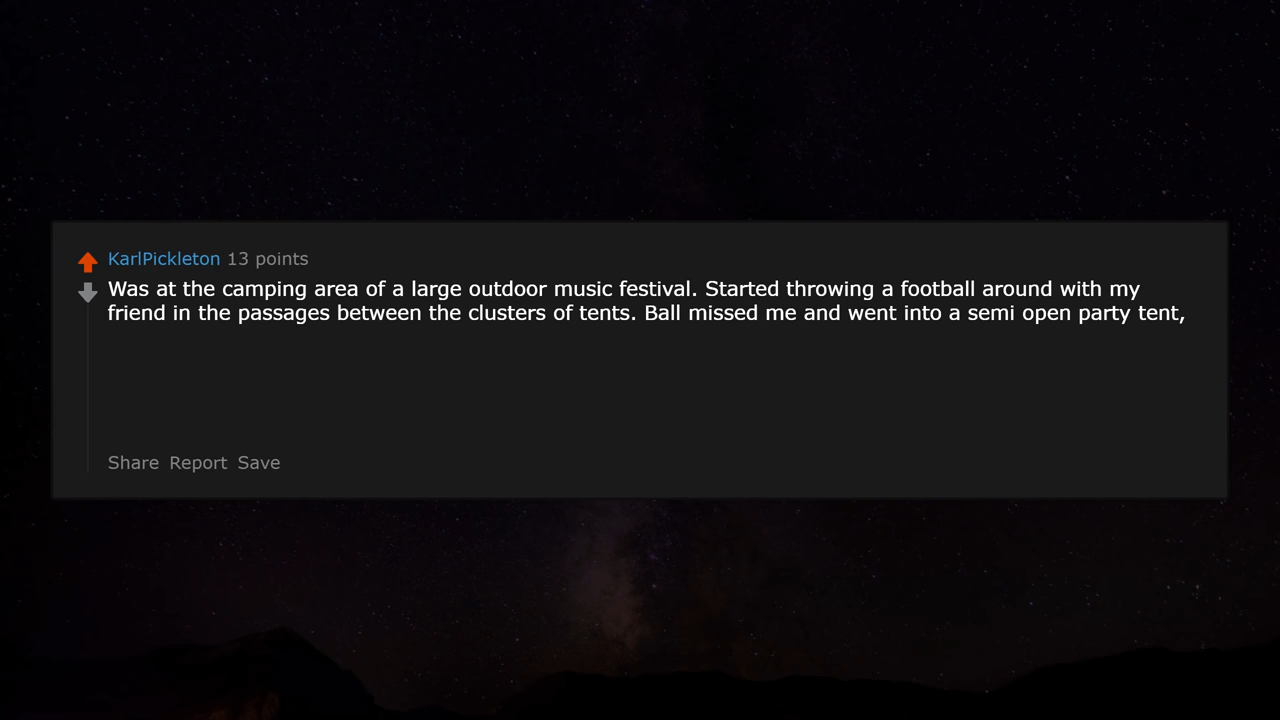 KarlPickleton 13 points
Was at the camping area of a large outdoor music festival. Started throwing a football around with my
friend in the passages between the clusters of tents. Ball missed me and went into a semi open party tent,
Share Report Save